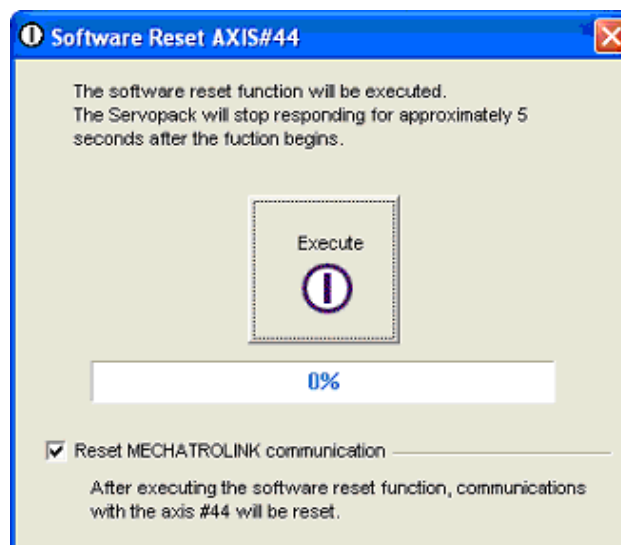 Software Reset AXIS#44
The software reset function will be executed.
The Servopack will stop responding for approximately 5
seconds after the fuction begins.
Execute
0%
Reset MECHATROLINK communication
After executing the software reset function, communications
with the axis #44 will be reset.